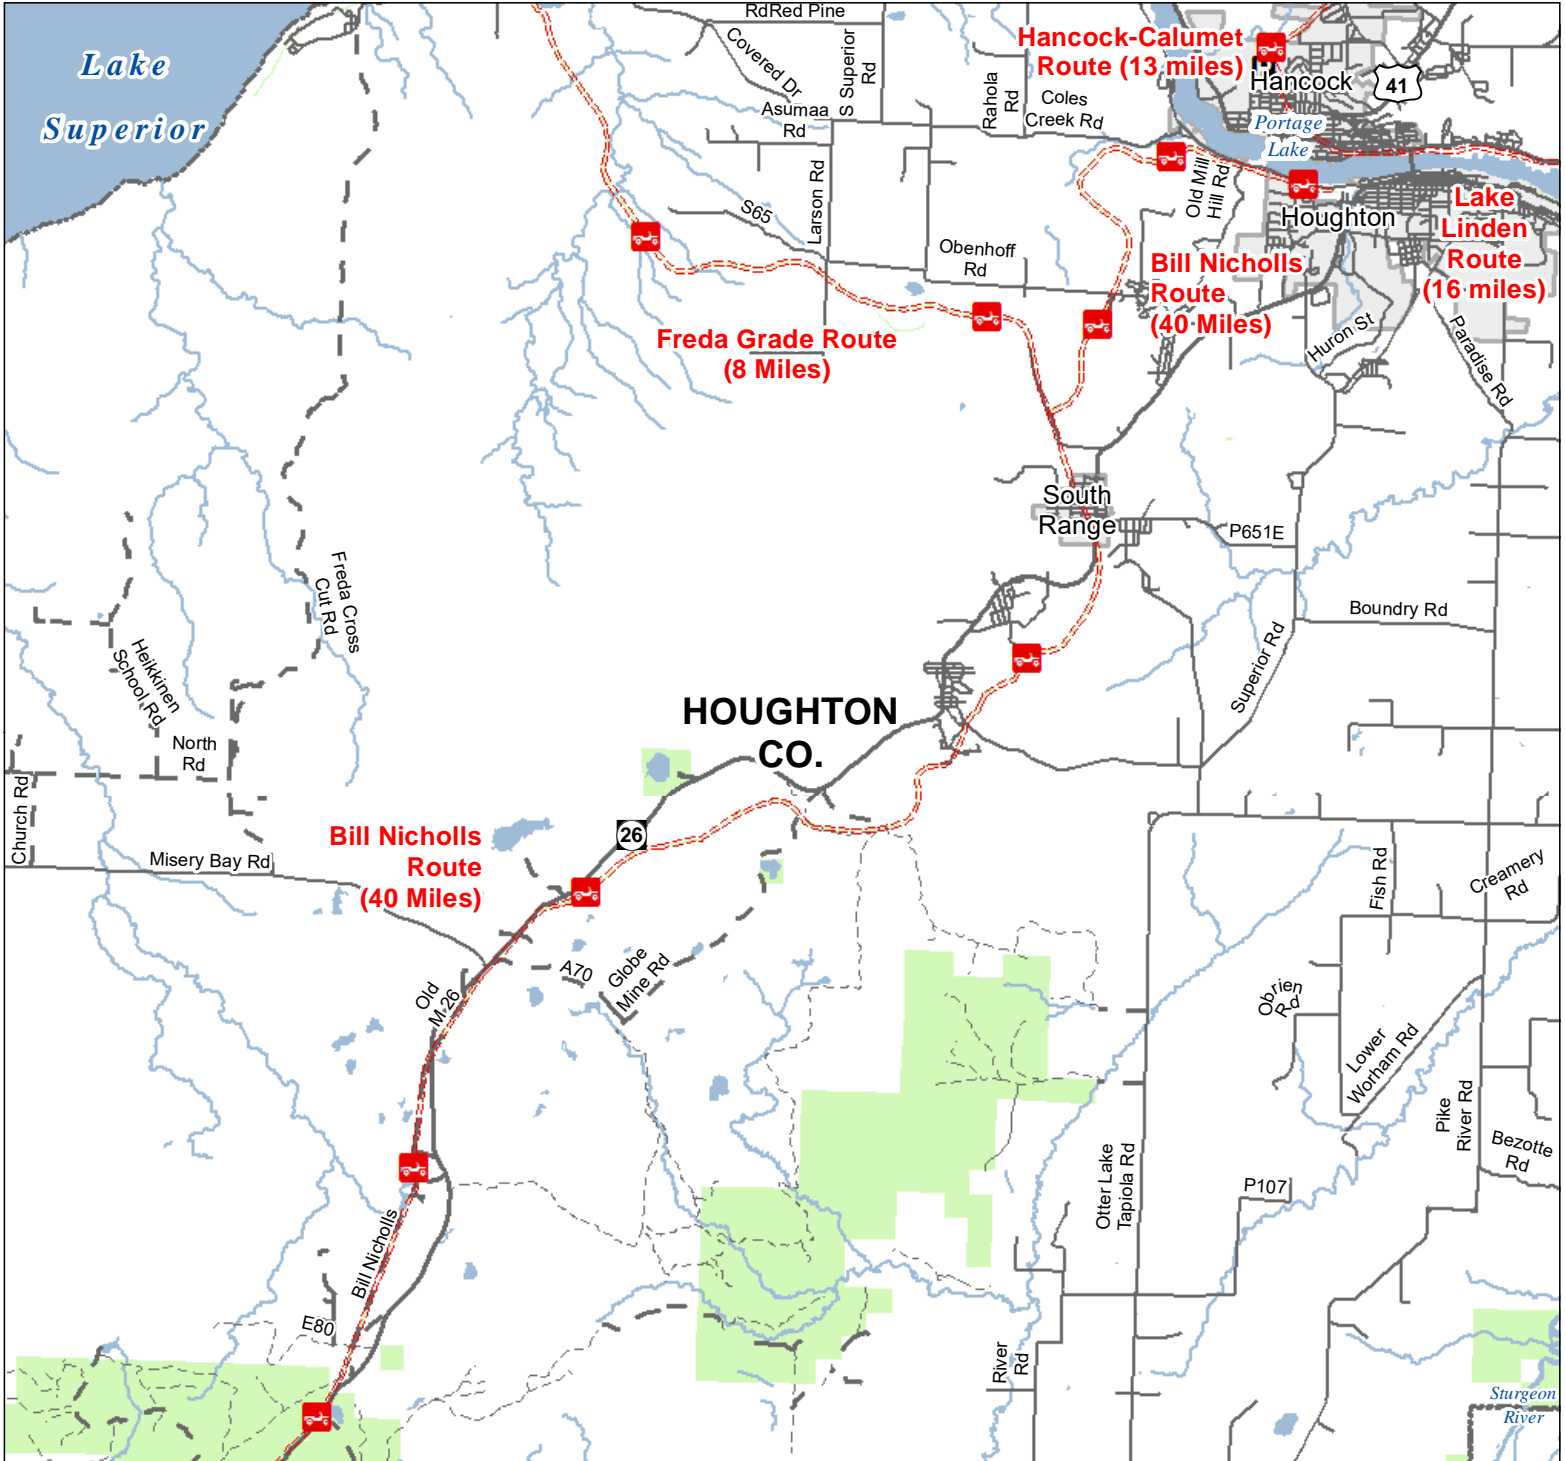 RdRed Pine
Lake
Superior
Covered Dr
S Superior
Rd
Hancock-Calumet
Route (13 miles)
Hancock
41
Rahola
Rd
Coles
Creek Rd
Asumaa
Rd
Portage
Lake
Larson Rd
S65
Old Mill
Hill Rd
Houghton
Lake
Linden
Route
(16 miles)
Obenhoff
Rd
Bill Nicholls
Route
(40 Miles)
Freda Grade Route
(8 Miles)
Huron St
Paradise Rd
South
Range
P651E
Freda Cross
Cut Rd
Boundry Rd
Heikkinen
School Rd
Superior Rd
HOUGHTON
CO.
North
Rd
Church Rd
Misery Bay Rd
Bill Nicholls
Route
(40 Miles)
26
Fish Rd
Creamery
Rd
A70
Globe
Mine Rd
Old
M-26
Obrien
Rd
Lower
Worham Rd
Pike
River Rd
Bezotte
Rd
Otter Lake
Tapiola Rd
P107
Bill Nicholls
E80
River
Rd
Sturgeon
River